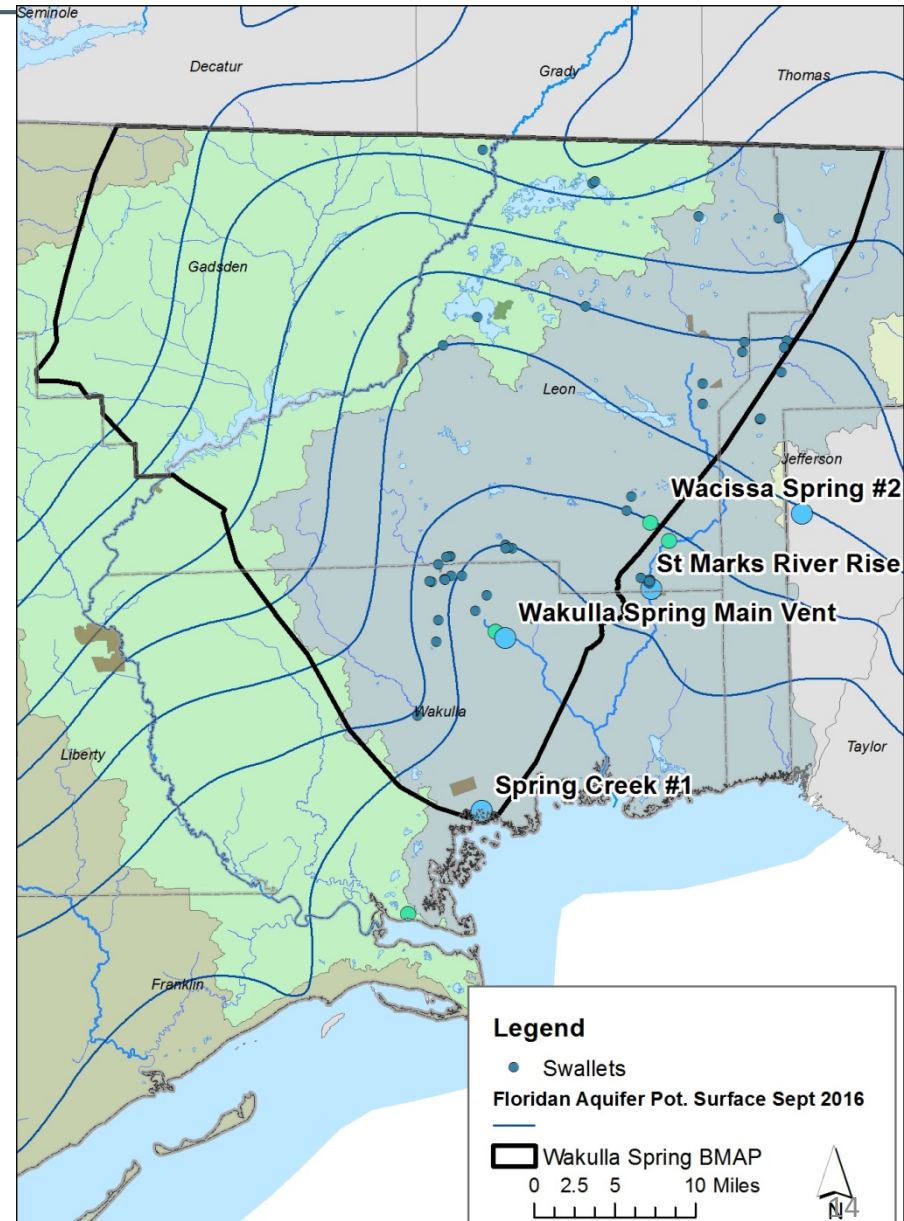 Seminole
Decatur
Grady
Thomas
Gadsden
Leon
Jefferson
Wacissa Spring #2
St Marks River Rise
Wakulla Spring Main Vent
Wakulla
Liberty
Taylor
Spring Creek #1
Franklin
Legend
Swallets
Floridan Aquifer Pot. Surface Sept 2016
Wakulla Spring BMAP
0 2.5 5 10 Miles
N
14